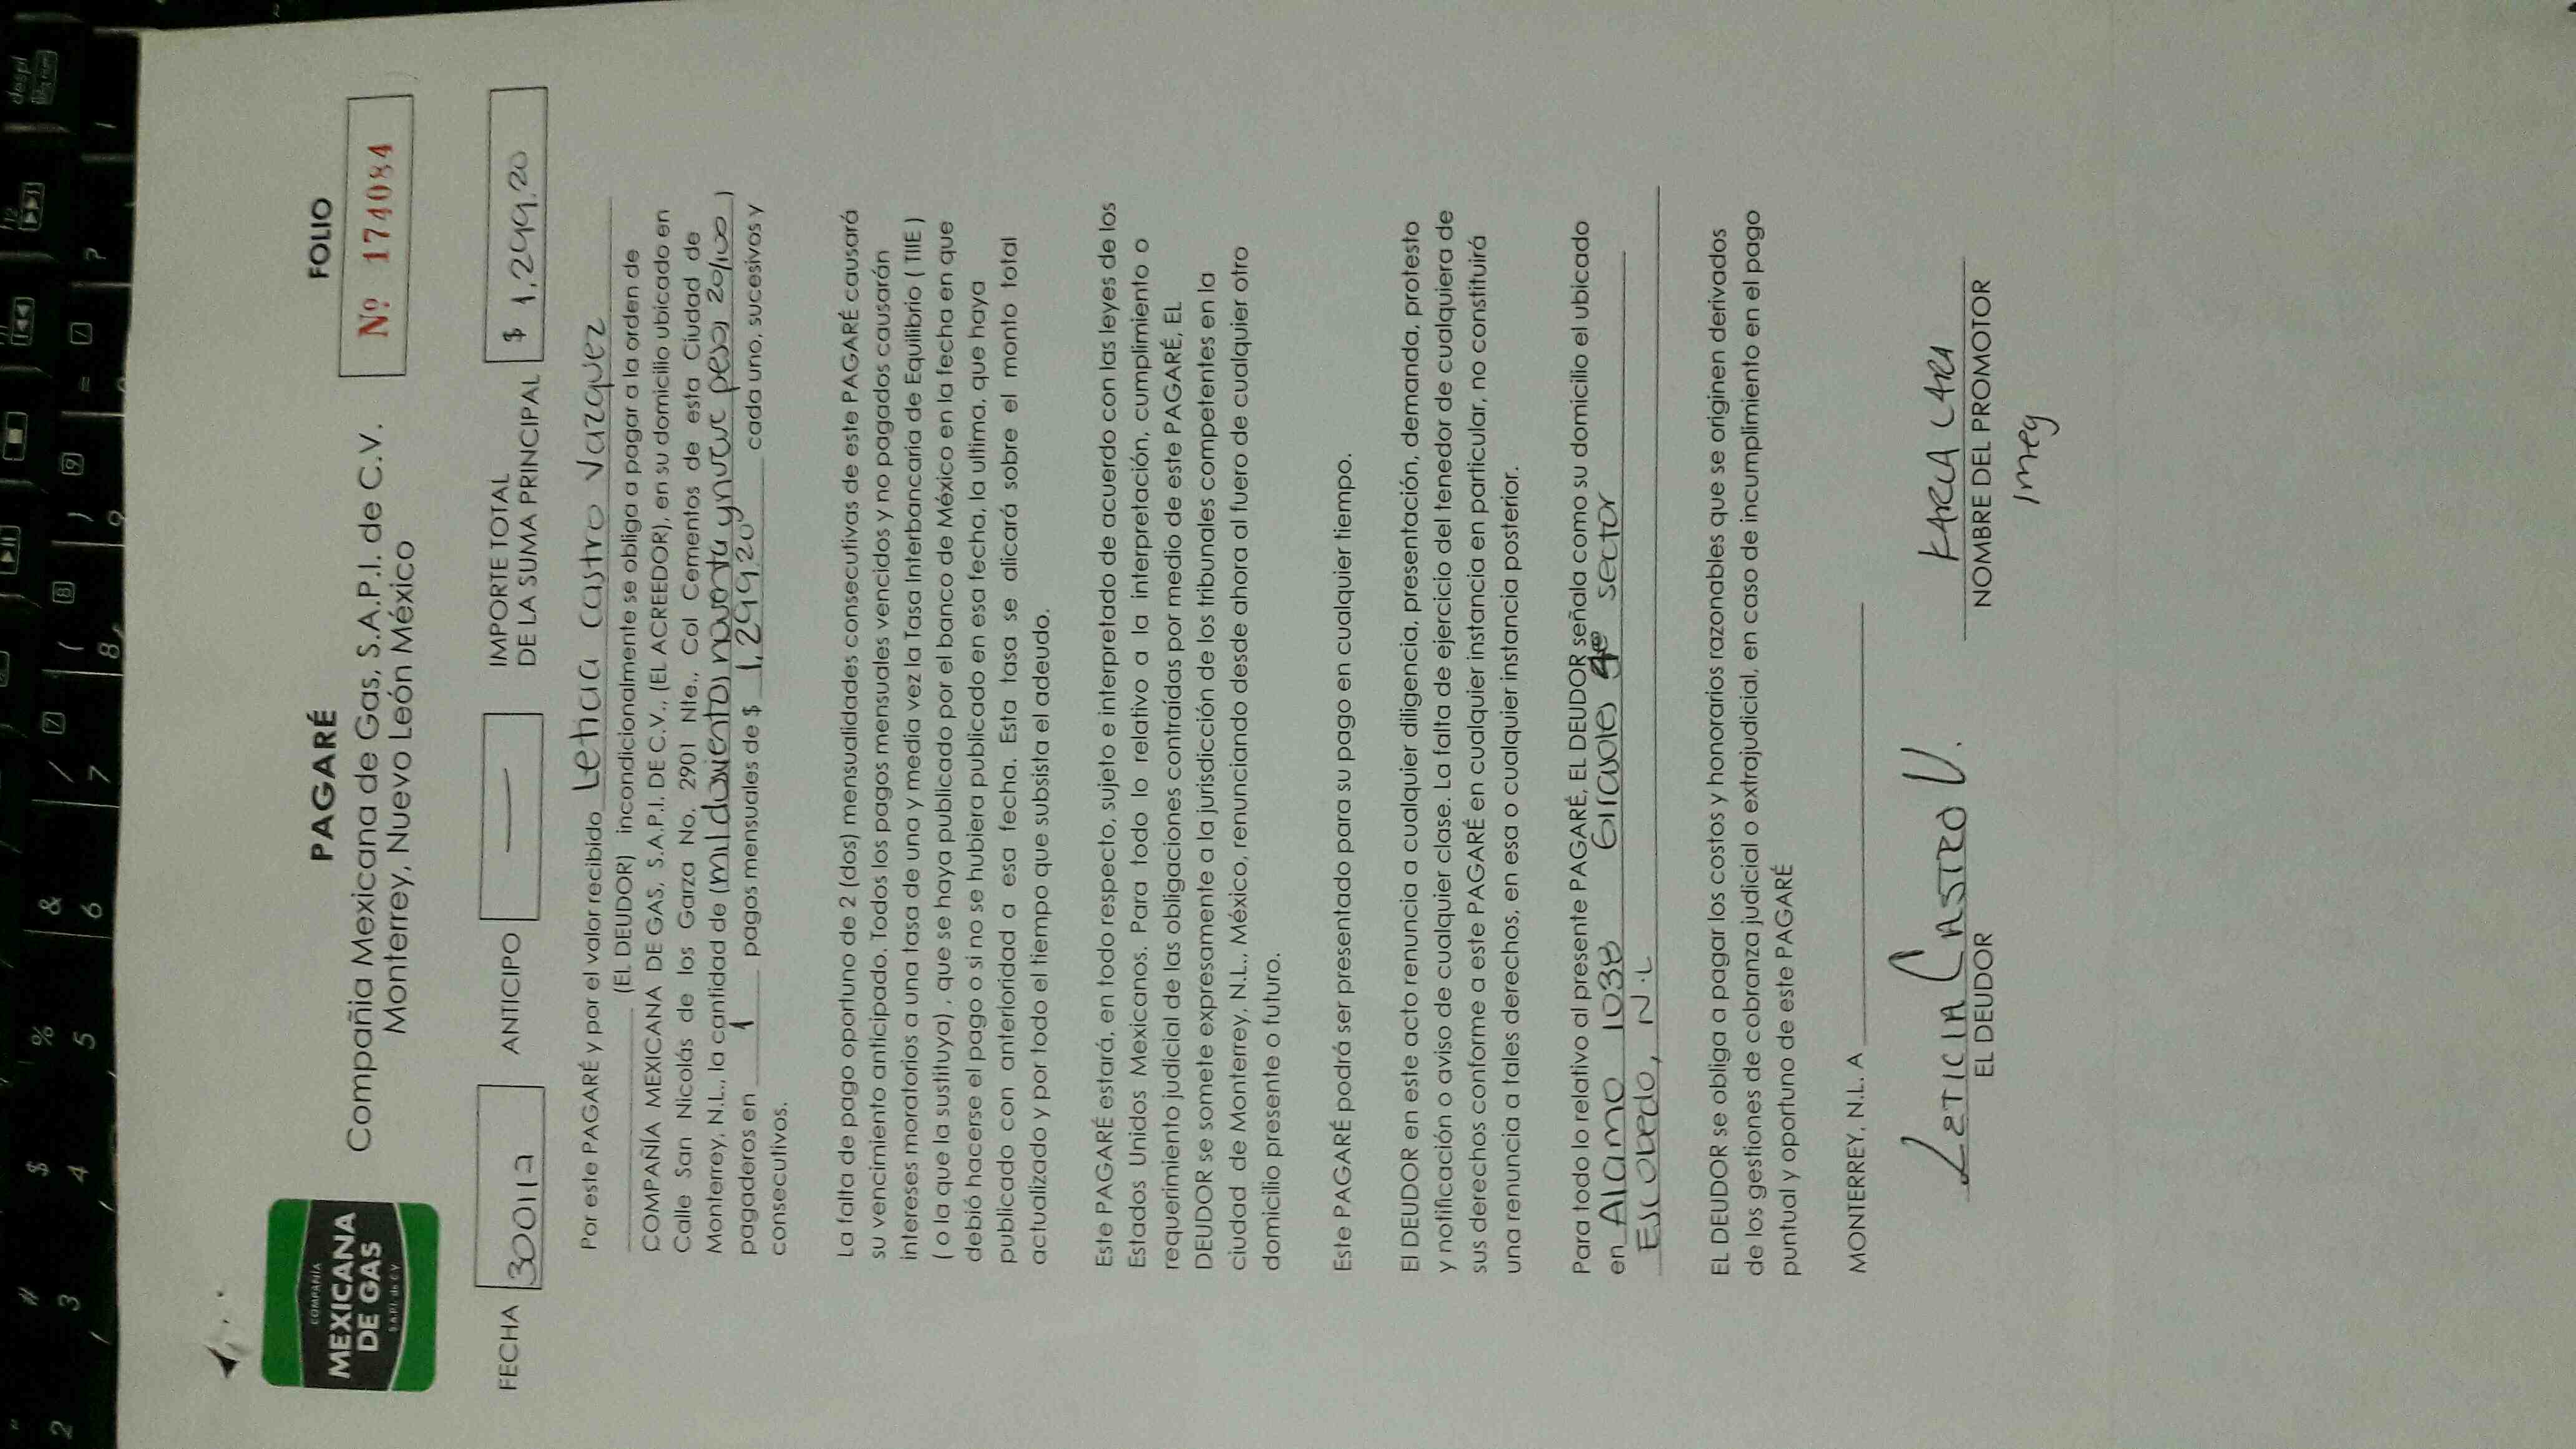 COMPAÑÍA
MEXICANA
DE GAS
S.A.P.I. de C.V.
PAGARÉ
Compañia Mexicana de Gas, S.A.P.I. de C.V.
Monterrey, Nuevo León México
FOLIO
Nº 174084
FECHA 300117 ANTICIPO — IMPORTE TOTAL
DE LA SUMA PRINCIPAL $ 1,299.20
Por este PAGARÉ y por el valor recibido Leticia Castro Vazquez
(EL DEUDOR) incondicionalmente se obliga a pagar a la orden de
COMPAÑÍA MEXICANA DE GAS, S.A.P.I. DE C.V., (EL ACREEDOR), en su domicilio ubicado en
Calle San Nicolás de los Garza No. 2901 Nte., Col Cementos de esta Ciudad de
Monterrey, N.L., la cantidad de (mil doscientos noventa y nueve pesos 20/100 )
pagaderos en 1 pagos mensuales de $ 1,299.20 cada uno, sucesivos y
consecutivos.
La falta de pago oportuno de 2 (dos) mensualidades consecutivas de este PAGARÉ causará
su vencimiento anticipado. Todos los pagos mensuales vencidos y no pagados causarán
intereses moratorios a una tasa de una y media vez la Tasa Interbancaria de Equilibrio ( TIIE )
( o la que la sustituya) , que se haya publicado por el banco de México en la fecha en que
debió hacerse el pago o si no se hubiera publicado en esa fecha, la ultima, que haya
publicado con anterioridad a esa fecha. Esta tasa se alicará sobre el monto total
actualizado y por todo el tiempo que subsista el adeudo.
Este PAGARÉ estará, en todo respecto, sujeto e interpretado de acuerdo con las leyes de los
Estados Unidos Mexicanos. Para todo lo relativo a la interpretación, cumplimiento o
requerimiento judicial de las obligaciones contraídas por medio de este PAGARÉ, EL
DEUDOR se somete expresamente a la jurisdicción de los tribunales competentes en la
ciudad de Monterrey, N.L., México, renunciando desde ahora al fuero de cualquier otro
domicilio presente o futuro.
Este PAGARÉ podrá ser presentado para su pago en cualquier tiempo.
El DEUDOR en este acto renuncia a cualquier diligencia, presentación, demanda, protesto
y notificación o aviso de cualquier clase. La falta de ejercicio del tenedor de cualquiera de
sus derechos conforme a este PAGARÉ en cualquier instancia en particular, no constituirá
una renuncia a tales derechos, en esa o cualquier instancia posterior.
Para todo lo relativo al presente PAGARÉ, EL DEUDOR señala como su domicilio el ubicado
en Alamo 1038 Girasoles sector
Escobedo, N.L
EL DEUDOR se obliga a pagar los costos y honorarios razonables que se originen derivados
de los gestiones de cobranza judicial o extrajudicial, en caso de incumplimiento en el pago
puntual y oportuno de este PAGARÉ
MONTERREY, N.L. A
LETICIA CASTRO V.
EL DEUDOR
KARLA LARA
NOMBRE DEL PROMOTOR
Imeg